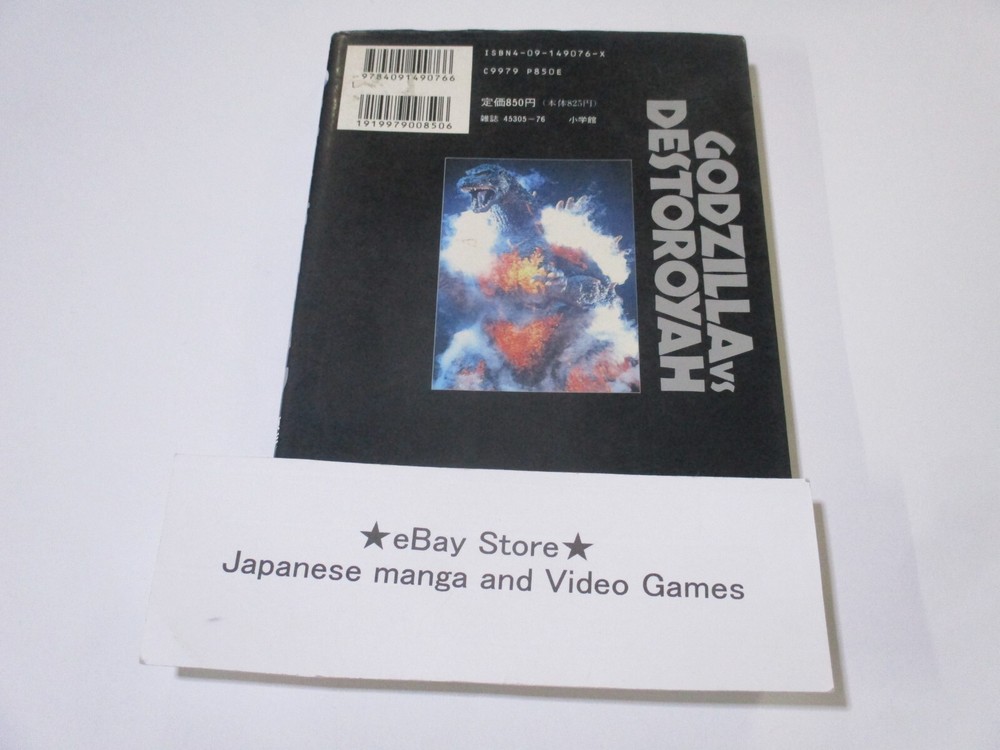 ISBN4-09-149076-X
C9979 P850E
9784091490766
定価850円（本体825円）
雑誌 45305-76 小学館
1919979008506
GODZILLA VS
DESTOROYAH
★eBay Store★
Japanese manga and Video Games